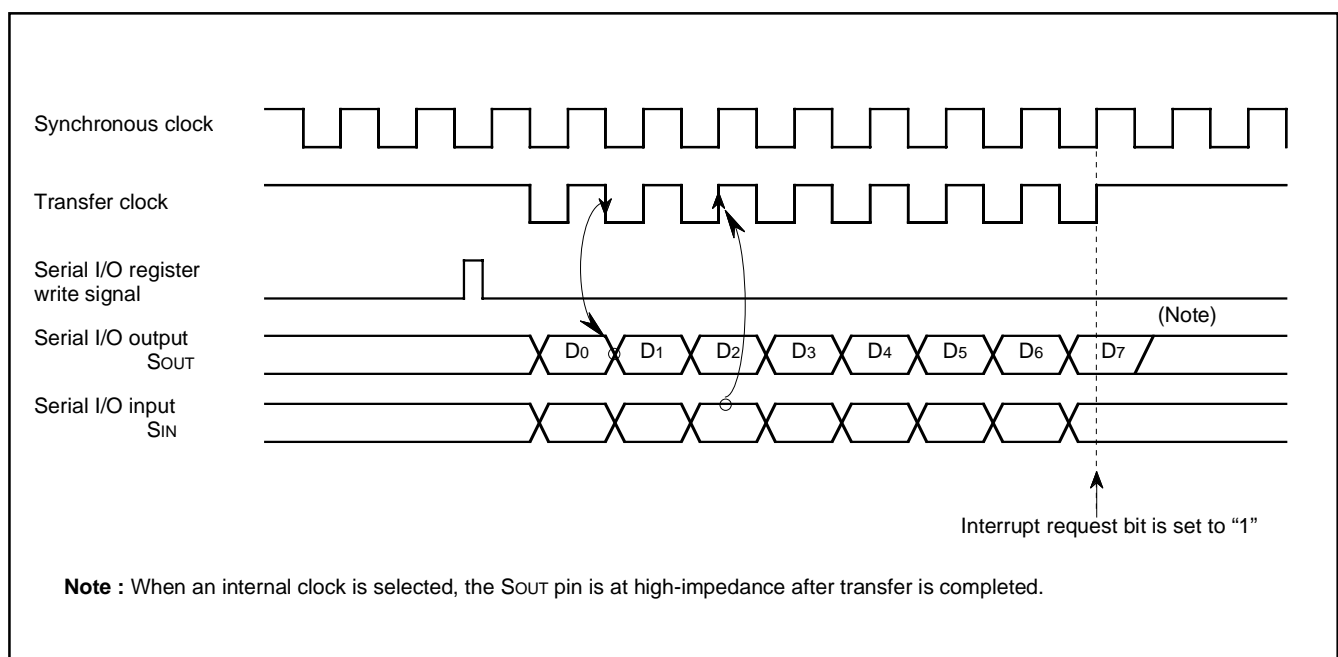 Synchronous clock
Transfer clock
Serial I/O register
write signal
(Note)
Serial I/O output
SOUT
D0 D1 D2 D3 D4 D5 D6 D7
Serial I/O input
SIN
Interrupt request bit is set to “1”
Note : When an internal clock is selected, the SOUT pin is at high-impedance after transfer is completed.